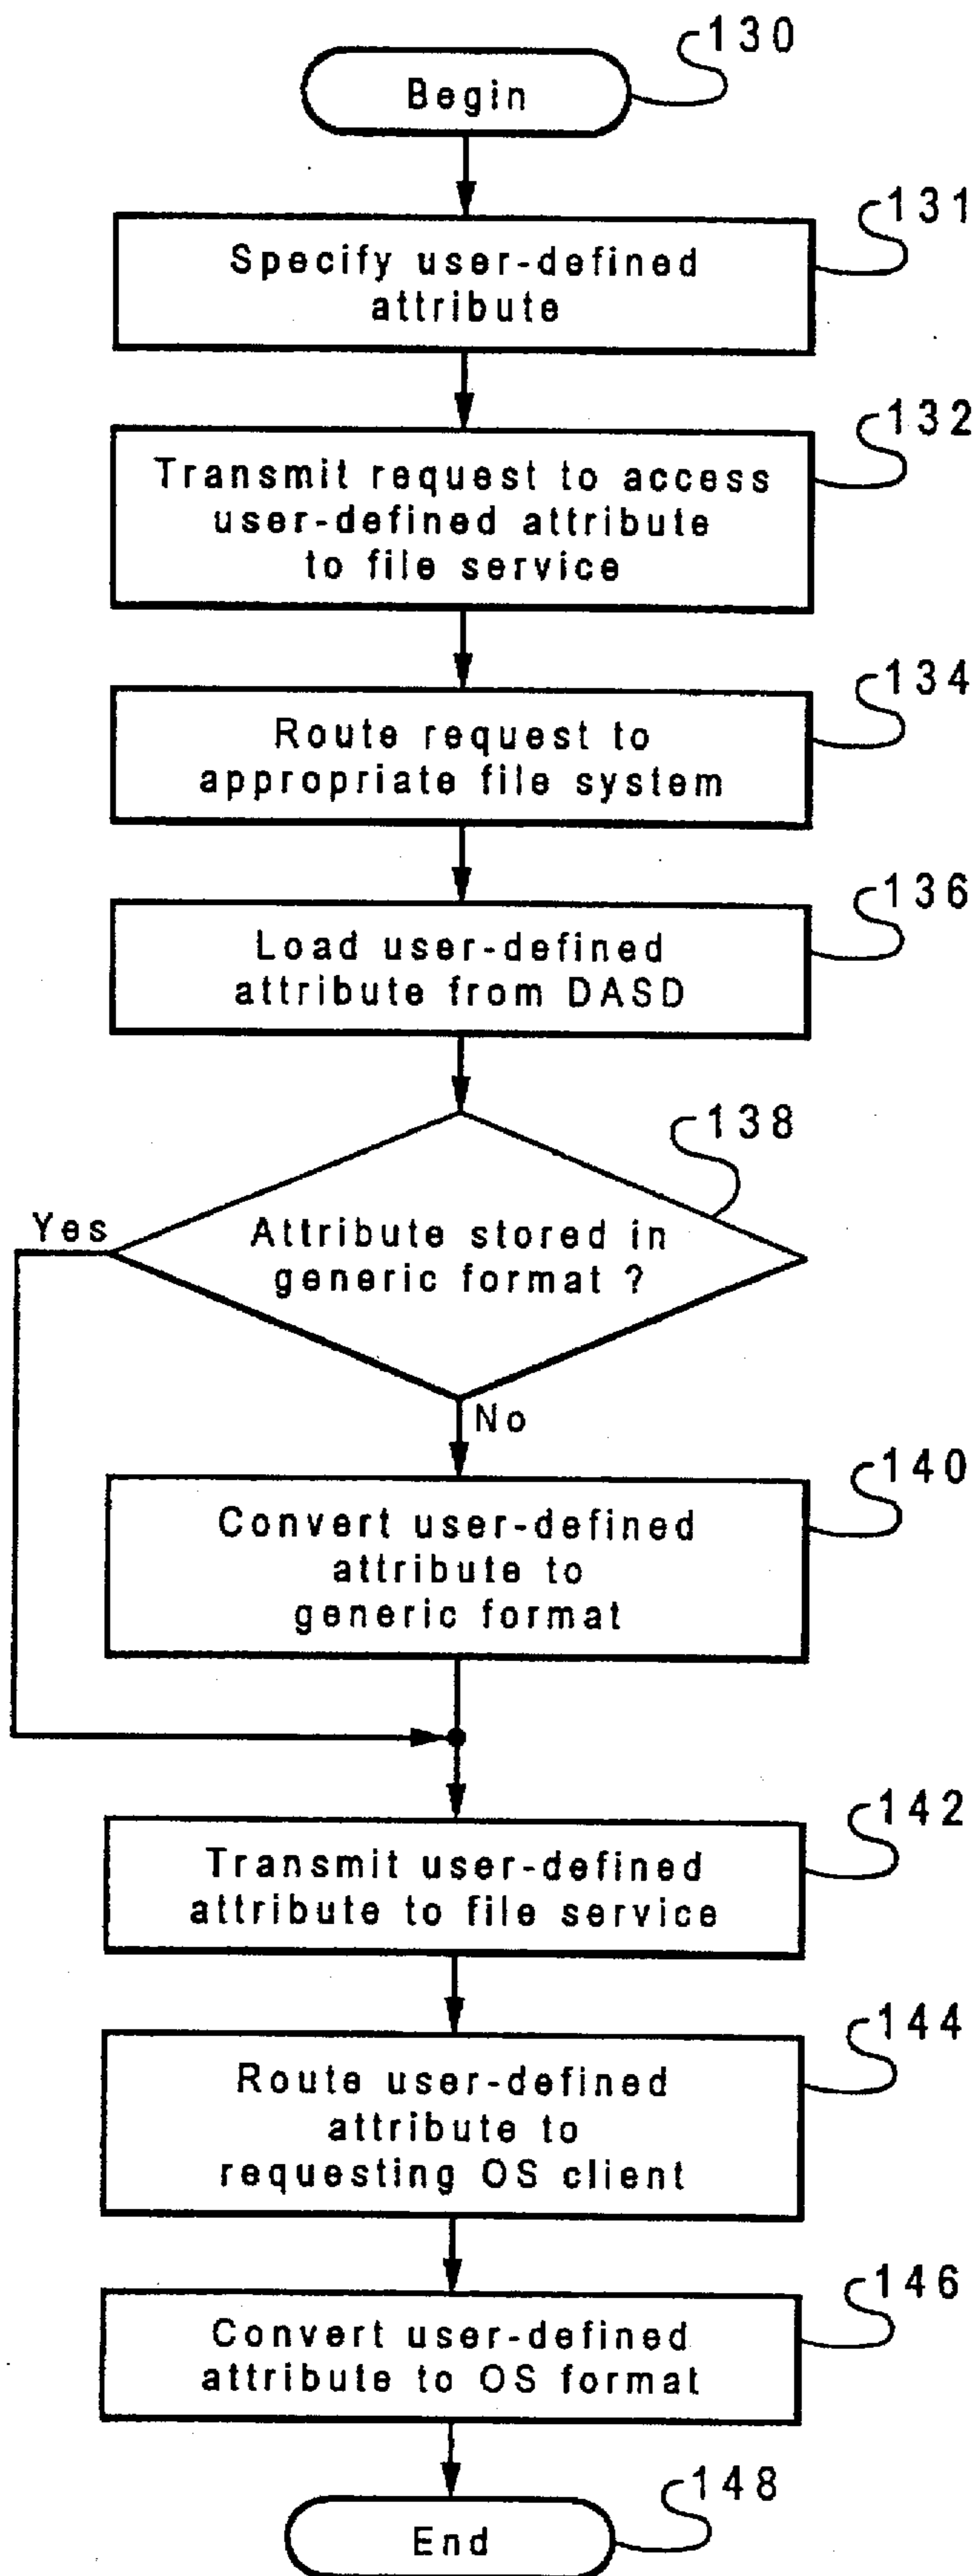 130
Begin
131
Specify user-defined
attribute
132
Transmit request to access
user-defined attribute
to file service
134
Route request to
appropriate file system
136
Load user-defined
attribute from DASD
138
Yes
Attribute stored in
generic format ?
No
140
Convert user-defined
attribute to
generic format
142
Transmit user-defined
attribute to file service
144
Route user-defined
attribute to
requesting OS client
146
Convert user-defined
attribute to OS format
148
End